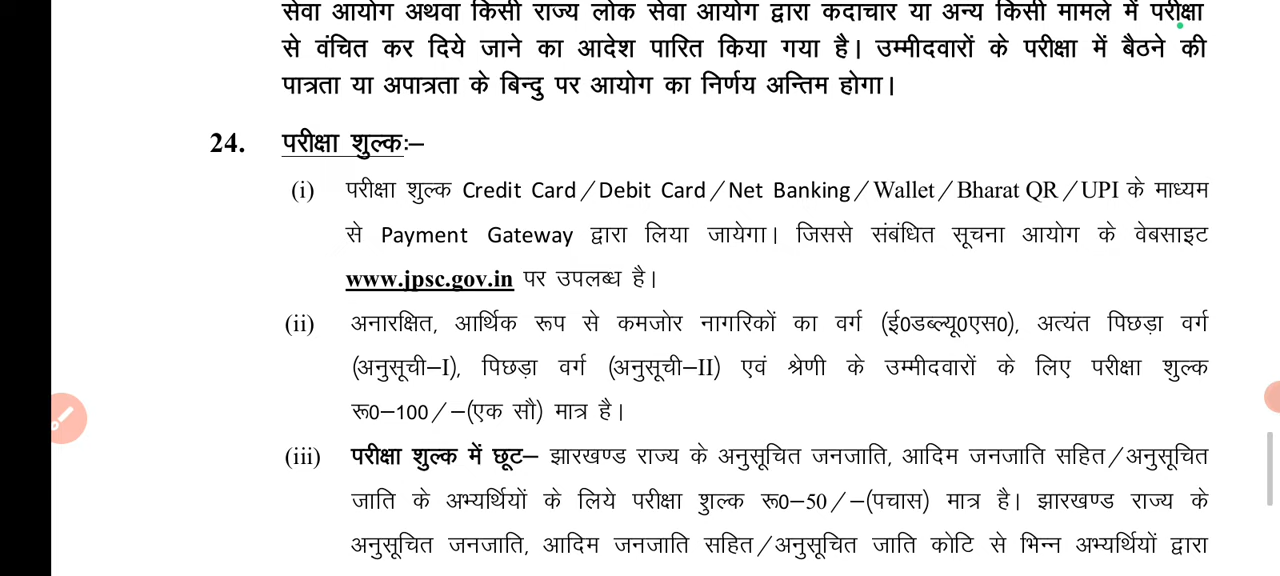 सेवा आयोग अथवा किसी राज्य लोक सेवा आयोग द्वारा कदाचार या अन्य किसी मामले में परीक्षा
से वंचित कर दिये जाने का आदेश पारित किया गया है। उम्मीदवारों के परीक्षा में बैठने की
पात्रता या अपात्रता के बिन्दु पर आयोग का निर्णय अन्तिम होगा।
24. परीक्षा शुल्कः–
(i) परीक्षा शुल्क Credit Card/Debit Card/Net Banking/Wallet/Bharat QR/UPI के माध्यम
से Payment Gateway द्वारा लिया जायेगा। जिससे संबंधित सूचना आयोग के वेबसाइट
www.jpsc.gov.in पर उपलब्ध है।
(ii) अनारक्षित, आर्थिक रूप से कमजोर नागरिकों का वर्ग (ई0डब्ल्यू0एस0), अत्यंत पिछड़ा वर्ग
(अनुसूची–I), पिछड़ा वर्ग (अनुसूची–II) एवं श्रेणी के उम्मीदवारों के लिए परीक्षा शुल्क
रू0–100/–(एक सौ) मात्र है।
(iii) परीक्षा शुल्क में छूट– झारखण्ड राज्य के अनुसूचित जनजाति, आदिम जनजाति सहित/अनुसूचित
जाति के अभ्यर्थियों के लिये परीक्षा शुल्क रू0–50/–(पचास) मात्र है। झारखण्ड राज्य के
अनुसूचित जनजाति, आदिम जनजाति सहित/अनुसूचित जाति कोटि से भिन्न अभ्यर्थियों द्वारा